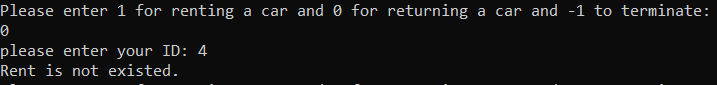 Please enter 1 for renting a car and 0 for returning a car and -1 to terminate:
0
please enter your ID: 4
Rent is not existed.